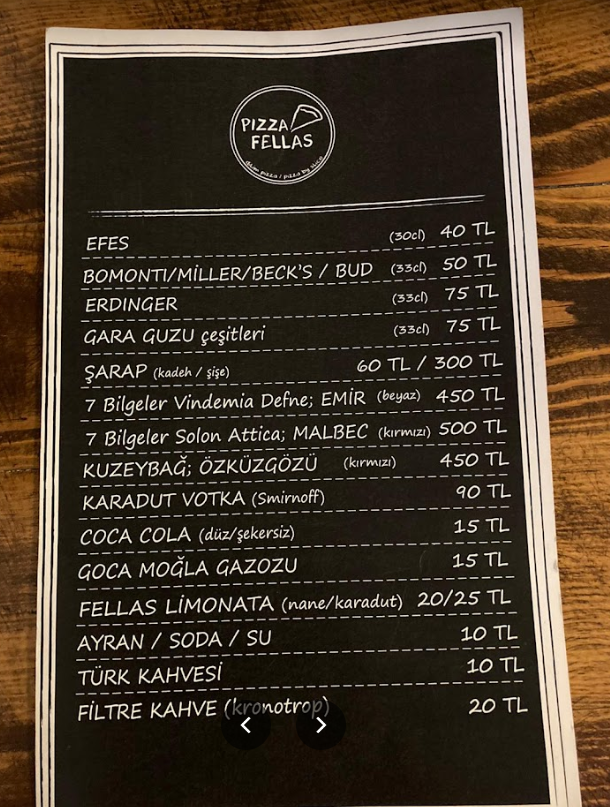 PIZZA
FELLAS
EFES (30cl) 40 TL
BOMONTI/MİLLER/BECK'S / BUD (33cl) 50 TL
ERDINGER (33cl) 75 TL
GARA GUZU çeşitleri (33cl) 75 TL
ŞARAP (kadeh / şişe) 60 TL / 300 TL
7 Bilgeler Vindemia Defne; EMİR (beyaz) 450 TL
7 Bilgeler Solon Attica; MALBEC (kırmızı) 500 TL
KUZEYBAĞ; ÖZKÜZGÖZÜ (kırmızı) 450 TL
KARADUT VOTKA (Smirnoff) 90 TL
COCA COLA (düz/şekersiz) 15 TL
GOCA MOĞLA GAZOZU 15 TL
FELLAS LİMONATA (nane/karadut) 20/25 TL
AYRAN / SODA / SU 10 TL
TÜRK KAHVESİ 10 TL
FİLTRE KAHVE (kronotrop) 20 TL